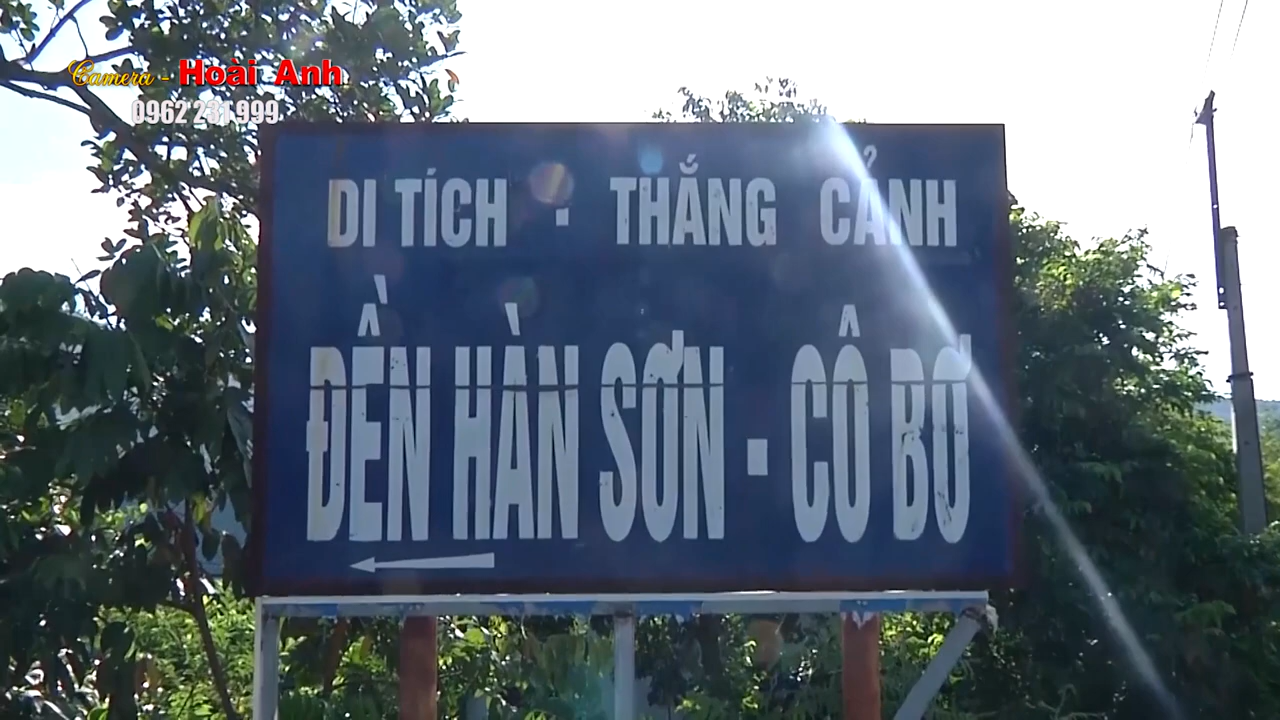 Camera - Hoài Anh
0962 231 999
DI TÍCH · THẮNG CẢNH
ĐỀN HÀN SƠN - CÔ BƠ